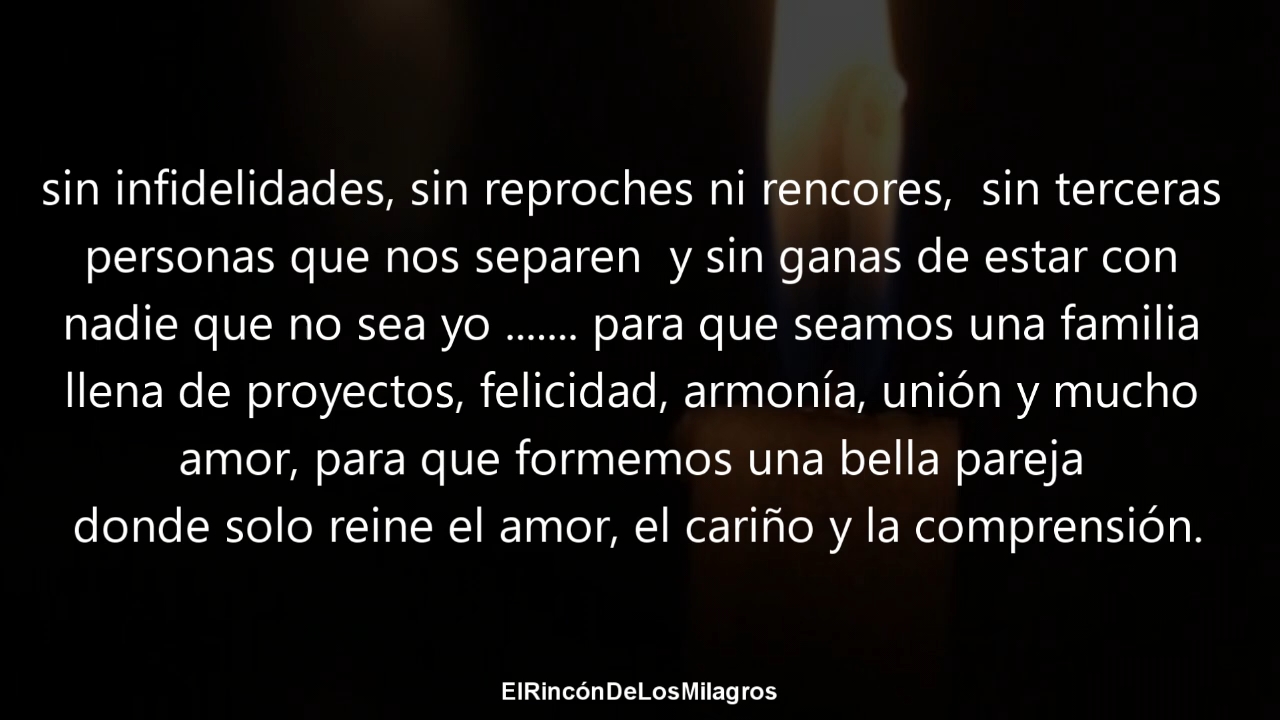 sin infidelidades, sin reproches ni rencores,  sin terceras
personas que nos separen  y sin ganas de estar con
nadie que no sea yo ....... para que seamos una familia
llena de proyectos, felicidad, armonía, unión y mucho
amor, para que formemos una bella pareja
donde solo reine el amor, el cariño y la comprensión.
ElRincónDeLosMilagros